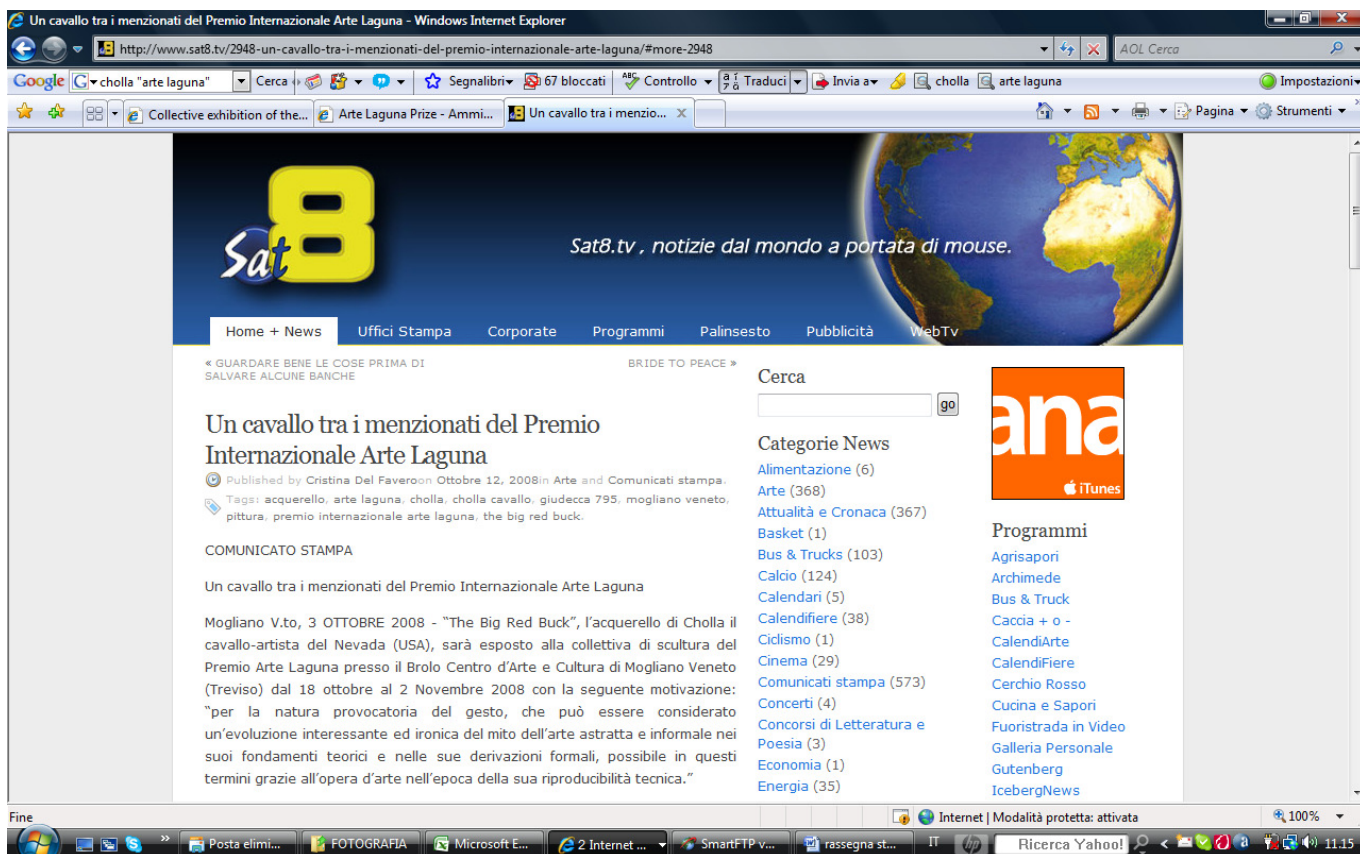 Un cavallo tra i menzionati del Premio Internazionale Arte Laguna - Windows Internet Explorer
http://www.sat8.tv/2948-un-cavallo-tra-i-menzionati-del-premio-internazionale-arte-laguna/#more-2948
AOL Cerca
Google G cholla "arte laguna" Cerca Segnalibri 67 bloccati Controllo Traduci Invia a cholla arte laguna Impostazioni
Collective exhibition of the... Arte Laguna Prize - Ammi... Un cavallo tra i menzio... X Pagina Strumenti
Sat8
Sat8.tv , notizie dal mondo a portata di mouse.
Home + News Uffici Stampa Corporate Programmi Palinsesto Pubblicità WebTv
« GUARDARE BENE LE COSE PRIMA DI
SALVARE ALCUNE BANCHE
BRIDE TO PEACE »
Un cavallo tra i menzionati del Premio
Internazionale Arte Laguna
Published by Cristina Del Faveroon Ottobre 12, 2008in Arte and Comunicati stampa.
Tags: acquerello, arte laguna, cholla, cholla cavallo, giudecca 795, mogliano veneto,
pittura, premio internazionale arte laguna, the big red buck.
COMUNICATO STAMPA
Un cavallo tra i menzionati del Premio Internazionale Arte Laguna
Mogliano V.to, 3 OTTOBRE 2008 - “The Big Red Buck”, l’acquerello di Cholla il
cavallo-artista del Nevada (USA), sarà esposto alla collettiva di scultura del
Premio Arte Laguna presso il Brolo Centro d’Arte e Cultura di Mogliano Veneto
(Treviso) dal 18 ottobre al 2 Novembre 2008 con la seguente motivazione:
“per la natura provocatoria del gesto, che può essere considerato
un’evoluzione interessante ed ironica del mito dell’arte astratta e informale nei
suoi fondamenti teorici e nelle sue derivazioni formali, possibile in questi
termini grazie all’opera d’arte nell’epoca della sua riproducibilità tecnica.”
Cerca
go
Categorie News
Alimentazione (6)
Arte (368)
Attualità e Cronaca (367)
Basket (1)
Bus & Trucks (103)
Calcio (124)
Calendari (5)
Calendifiere (38)
Ciclismo (1)
Cinema (29)
Comunicati stampa (573)
Concerti (4)
Concorsi di Letteratura e
Poesia (3)
Economia (1)
Energia (35)
ana
iTunes
Programmi
Agrisapori
Archimede
Bus & Truck
Caccia + o -
CalendiArte
CalendiFiere
Cerchio Rosso
Cucina e Sapori
Fuoristrada in Video
Galleria Personale
Gutenberg
IcebergNews
Fine
Internet | Modalità protetta: attivata
100%
Posta elimi... FOTOGRAFIA Microsoft E... 2 Internet ... SmartFTP v... rassegna st... IT hp Ricerca Yahoo! 11.15